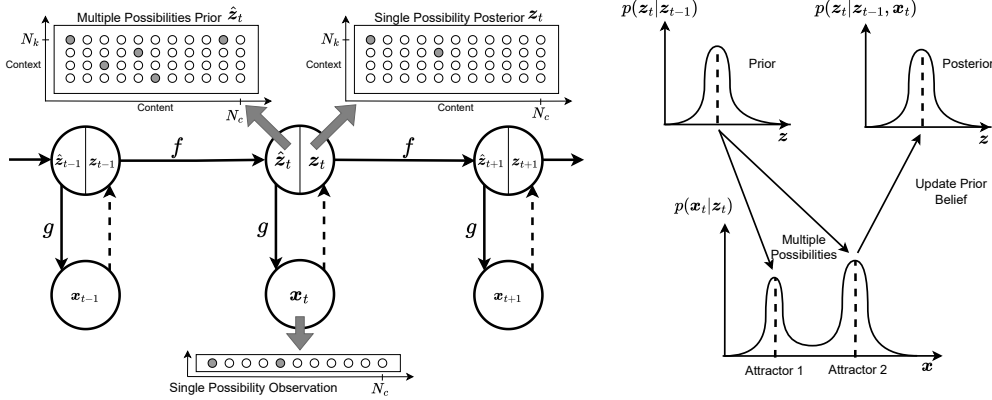 Multiple Possibilities Prior ẑ_t
N_k
Context
Content
N_c
Single Possibility Posterior z_t
N_k
Context
Content
N_c
ẑ_{t−1} z_{t−1}
f
ẑ_t z_t
f
ẑ_{t+1} z_{t+1}
g
g
g
x_{t−1}
x_t
x_{t+1}
Single Possibility Observation
N_c
p(z_t|z_{t−1})
Prior
z
p(z_t|z_{t−1}, x_t)
Posterior
z
Update Prior
Belief
p(x_t|z_t)
Multiple
Possibilities
Attractor 1
Attractor 2
x